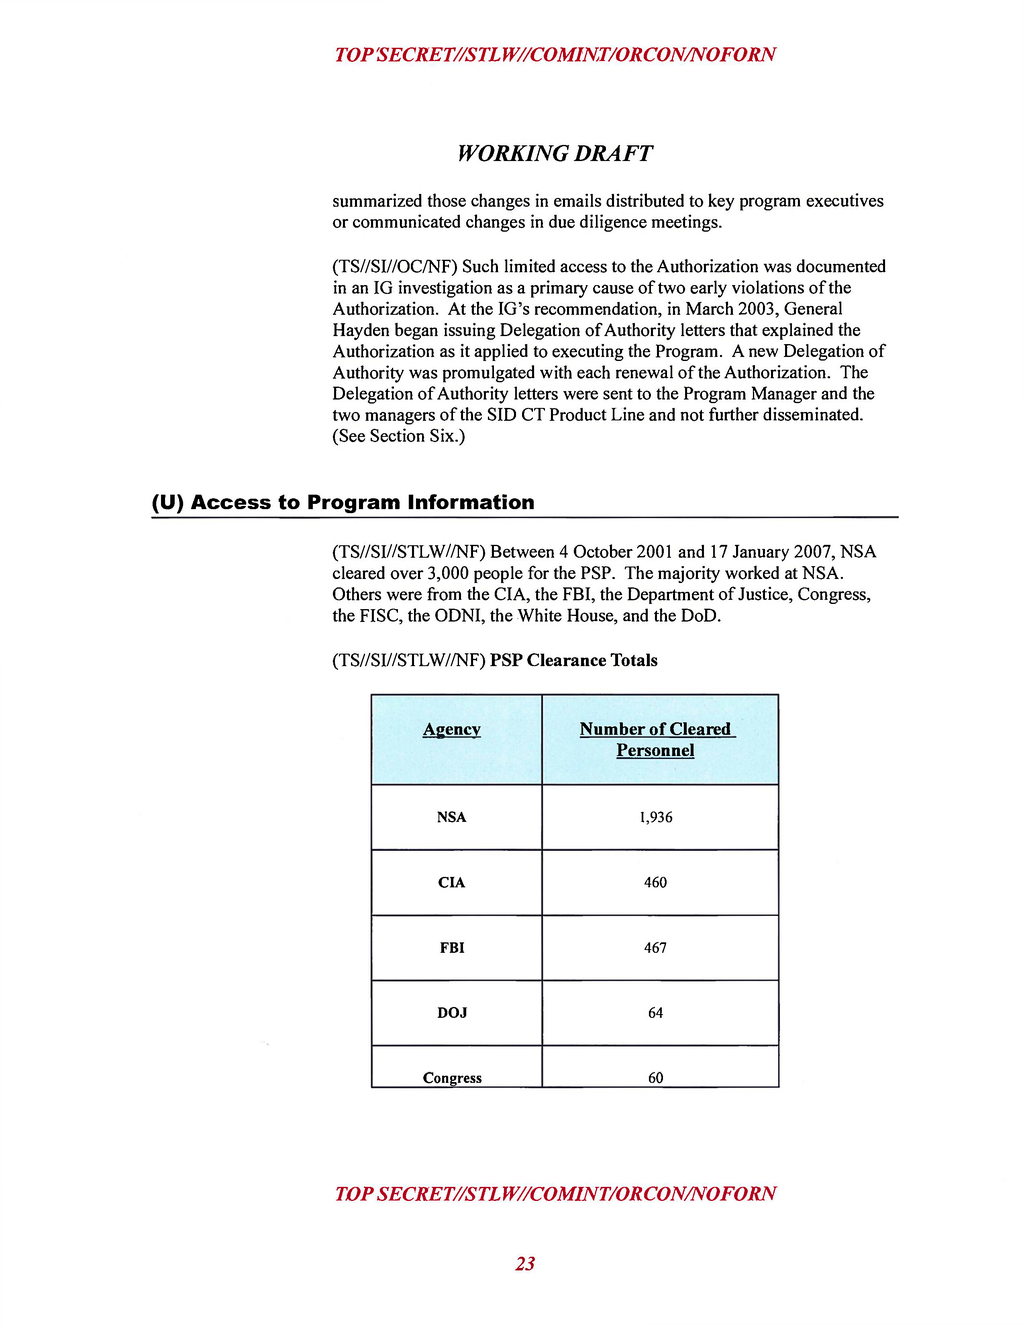 TOP SECRET//STLW//COMINT/ORCON/NOFORN
WORKING DRAFT
summarized those changes in emails distributed to key program executives
or communicated changes in due diligence meetings.
(TS//SI//OC/NF) Such limited access to the Authorization was documented
in an IG investigation as a primary cause of two early violations of the
Authorization. At the IG's recommendation, in March 2003, General
Hayden began issuing Delegation of Authority letters that explained the
Authorization as it applied to executing the Program. A new Delegation of
Authority was promulgated with each renewal of the Authorization. The
Delegation of Authority letters were sent to the Program Manager and the
two managers of the SID CT Product Line and not further disseminated.
(See Section Six.)
(U) Access to Program Information
(TS//SI//STLW//NF) Between 4 October 2001 and 17 January 2007, NSA
cleared over 3,000 people for the PSP. The majority worked at NSA.
Others were from the CIA, the FBI, the Department of Justice, Congress,
the FISC, the ODNI, the White House, and the DoD.
(TS//SI//STLW//NF) PSP Clearance Totals
Agency Number of Cleared
Personnel
NSA 1,936
CIA 460
FBI 467
DOJ 64
Congress 60
TOP SECRET//STLW//COMINT/ORCON/NOFORN
23